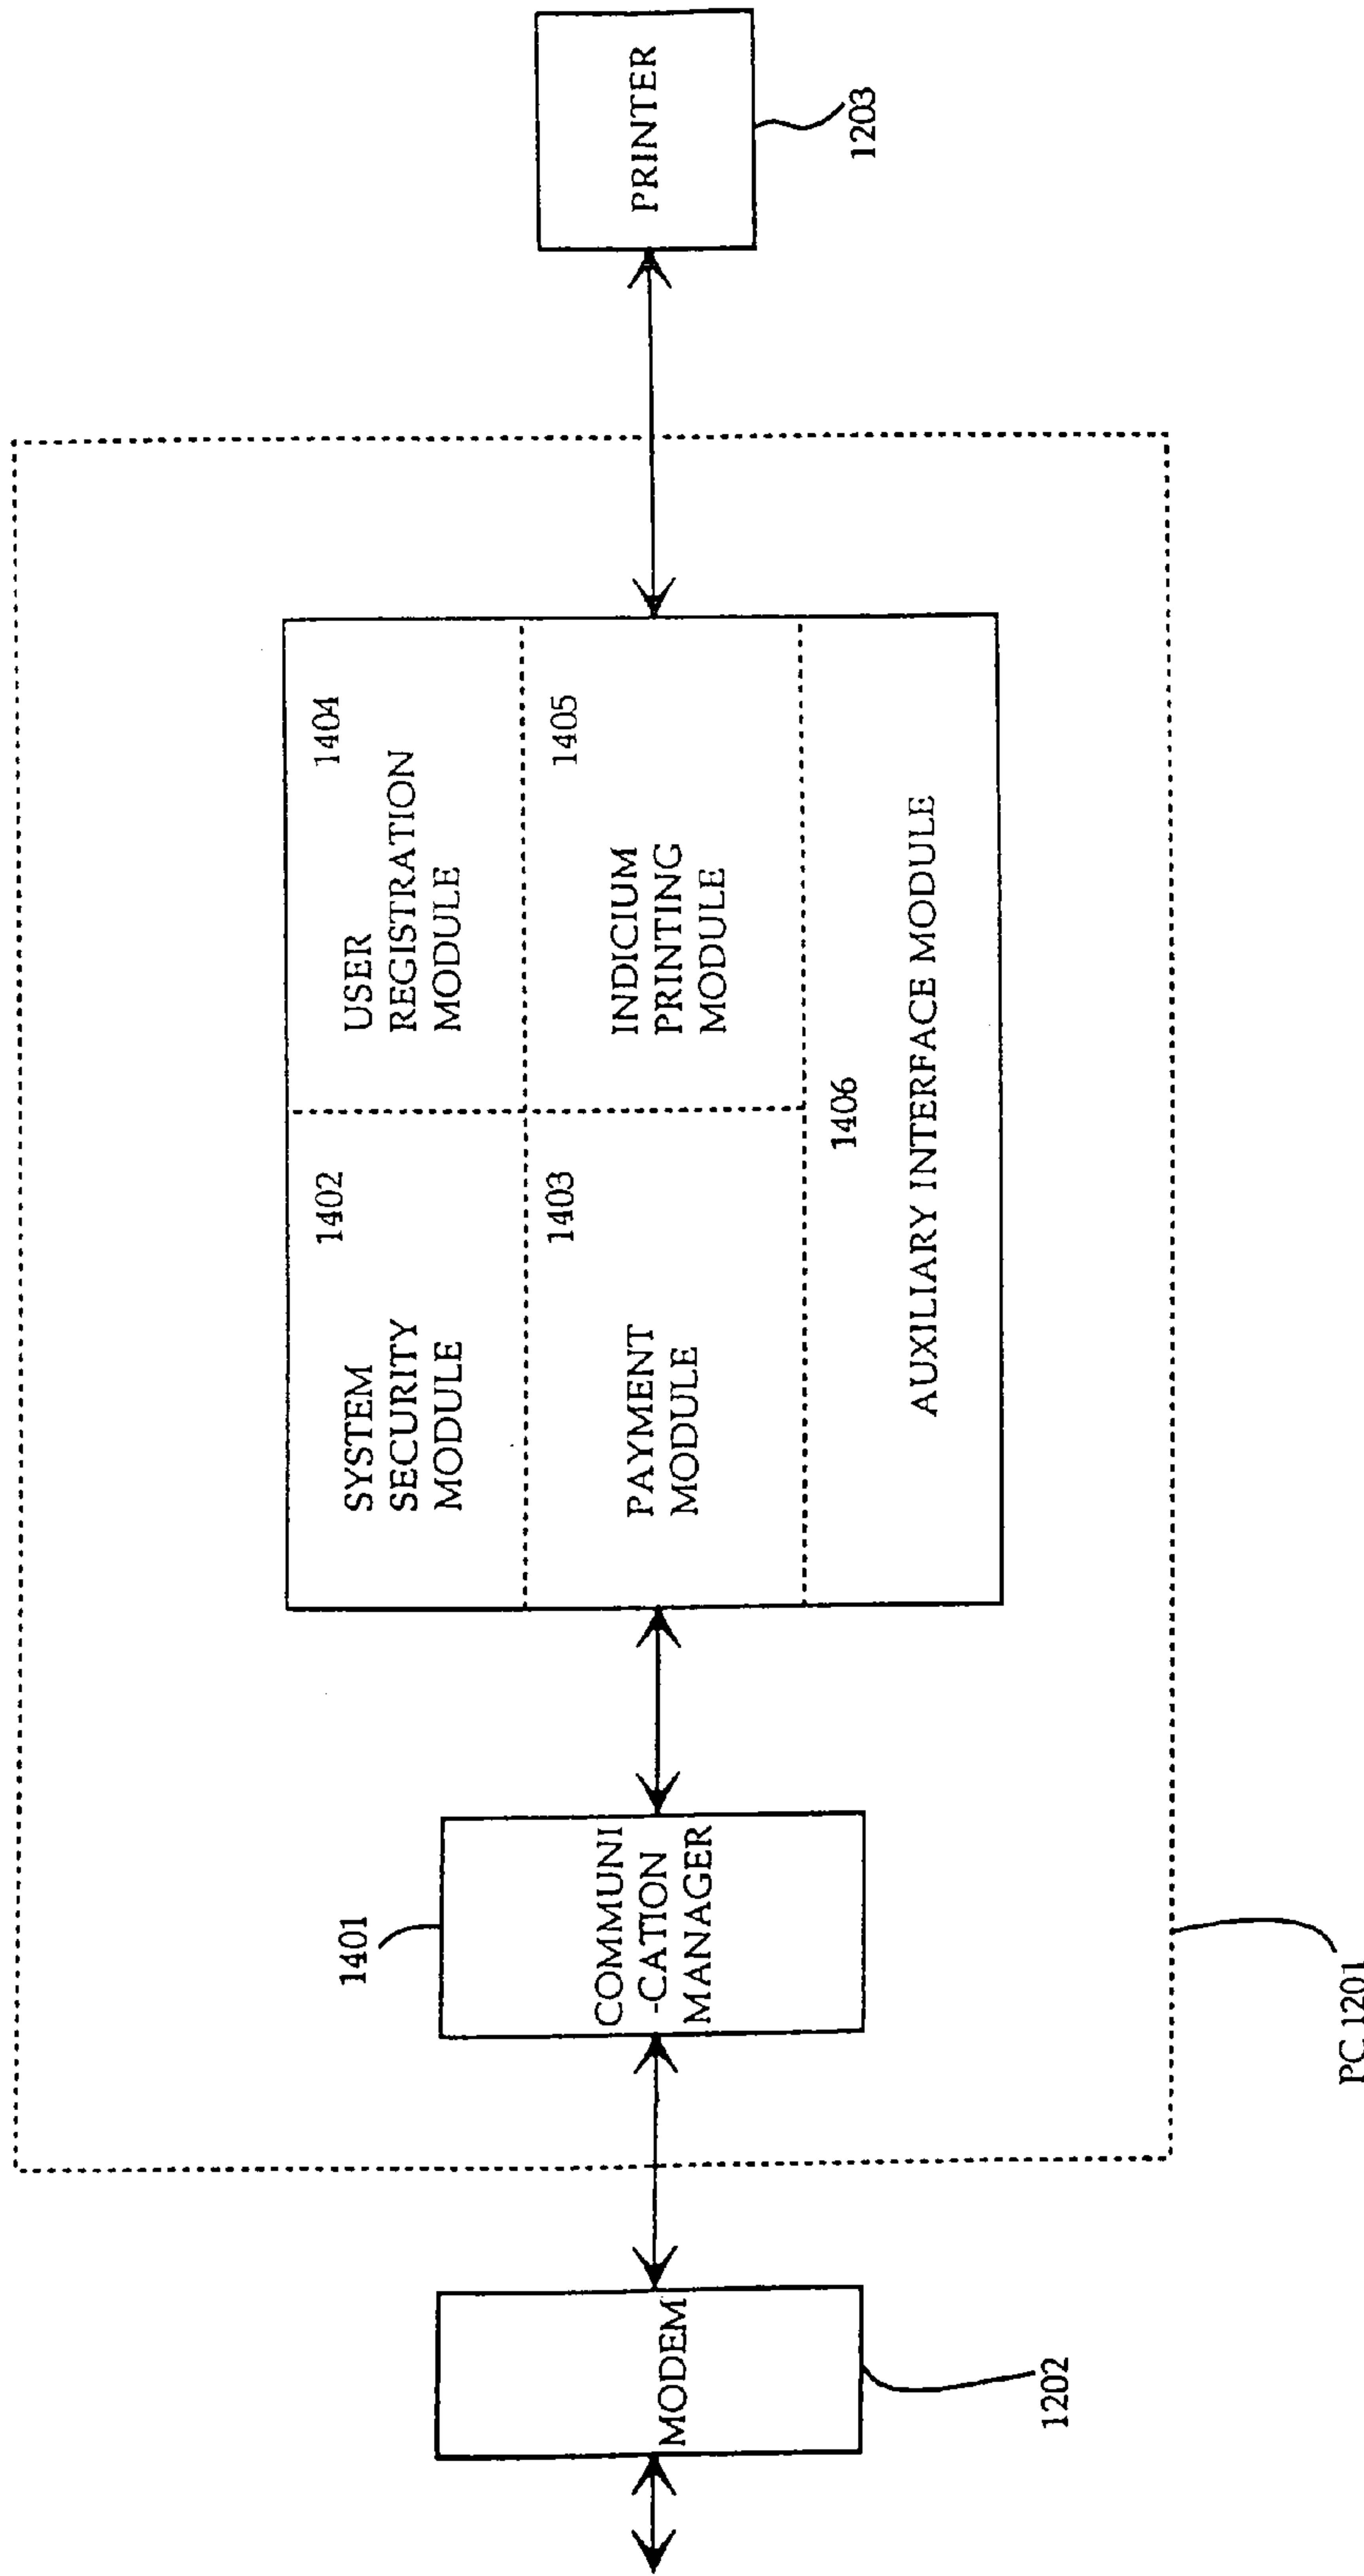 MODEM
1202
1401
COMMUNI
-CATION
MANAGER
SYSTEM
SECURITY
MODULE
1402
USER
REGISTRATION
MODULE
1404
PAYMENT
MODULE
1403
INDICIUM
PRINTING
MODULE
1405
1406
AUXILIARY INTERFACE MODULE
PRINTER
1203
PC 1201